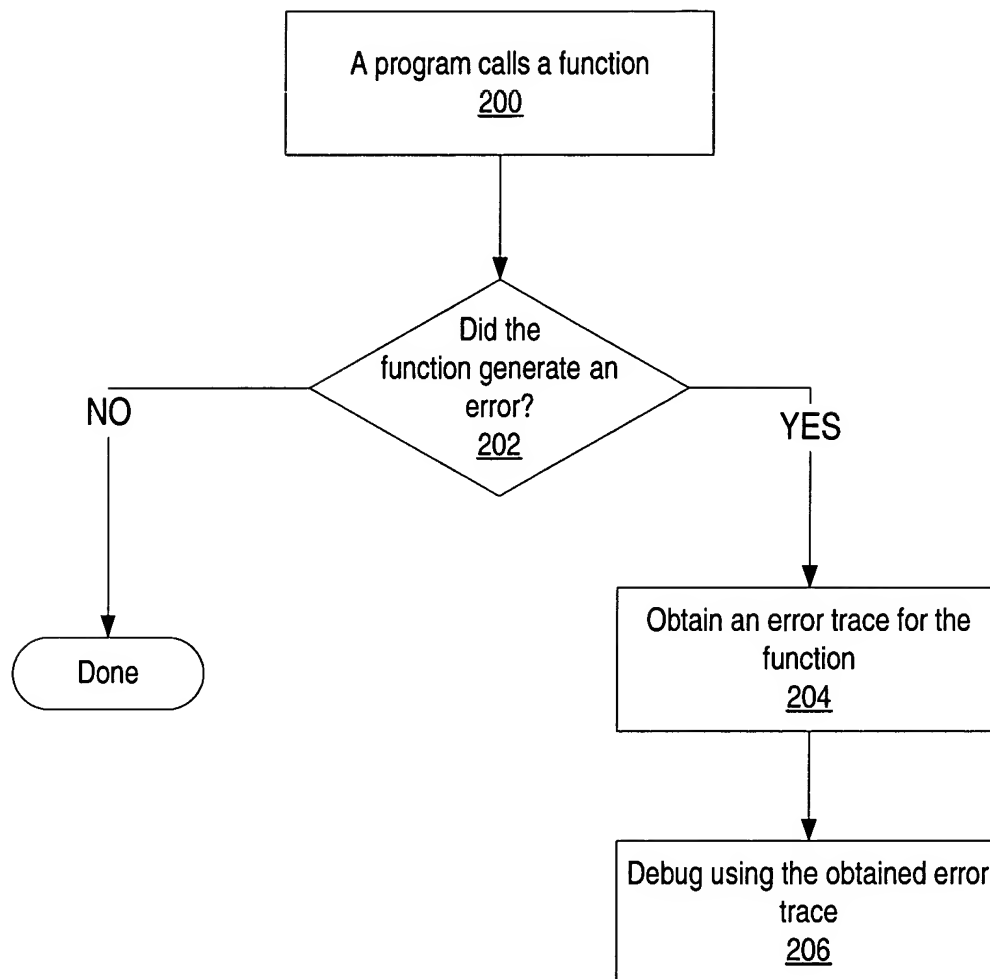 A program calls a function
200
Did the
function generate an
error?
202
NO
YES
Done
Obtain an error trace for the
function
204
Debug using the obtained error
trace
206